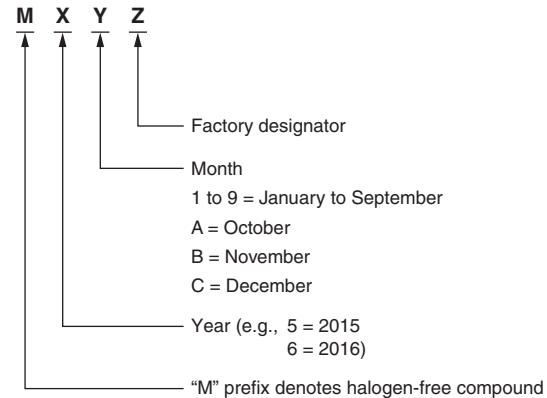 M X Y Z
Factory designator
Month
1 to 9 = January to September
A = October
B = November
C = December
Year (e.g., 5 = 2015
6 = 2016)
“M” prefix denotes halogen-free compound